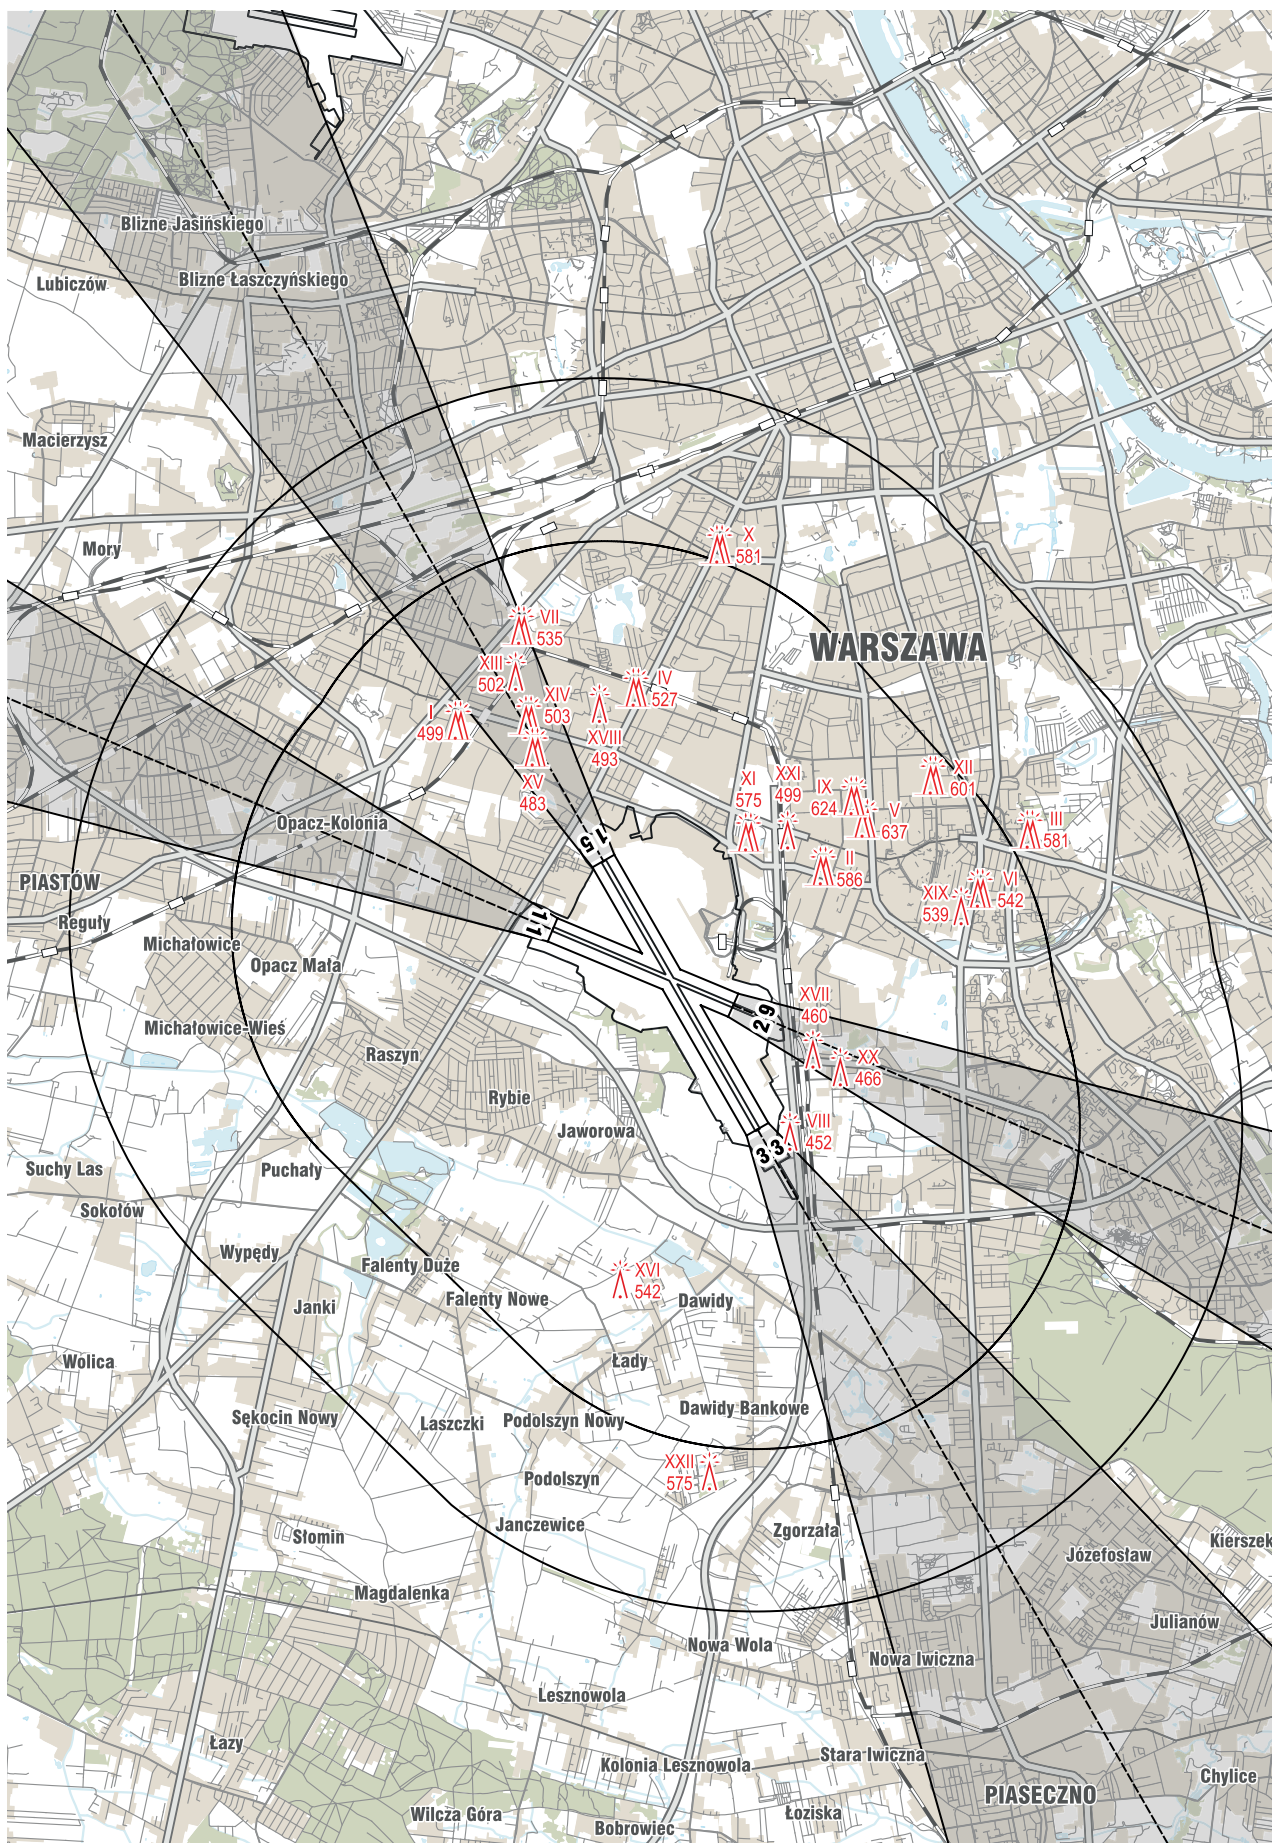 Blizne Jasińskiego
Lubiczów
Blizne Łaszczyńskiego
Macierzysz
Mory
X
581
VII
535
WARSZAWA
XIII
502
XIV
503
IV
527
I
499
XVIII
493
XV
483
XI
575
XXI
499
IX
624
V
637
XII
601
III
581
II
586
VI
542
XIX
539
Opacz-Kolonia
15
PIASTÓW
Reguły
11
Michałowice
Opacz Mała
XVII
460
29
Michałowice-Wieś
Raszyn
XX
466
Rybie
Jaworowa
VIII
452
33
Suchy Las
Puchały
Sokołów
Wypędy
Falenty Duże
XVI
542
Janki
Falenty Nowe
Dawidy
Wolica
Łady
Sękocin Nowy
Laszczki
Podolszyn Nowy
Dawidy Bankowe
XXII
575
Podolszyn
Słomin
Janczewice
Zgorzała
Kierszek
Józefosław
Magdalenka
Julianów
Nowa Wola
Nowa Iwiczna
Lesznowola
Łazy
Stara Iwiczna
Kolonia Lesznowola
Chylice
PIASECZNO
Wilcza Góra
Łoziska
Bobrowiec